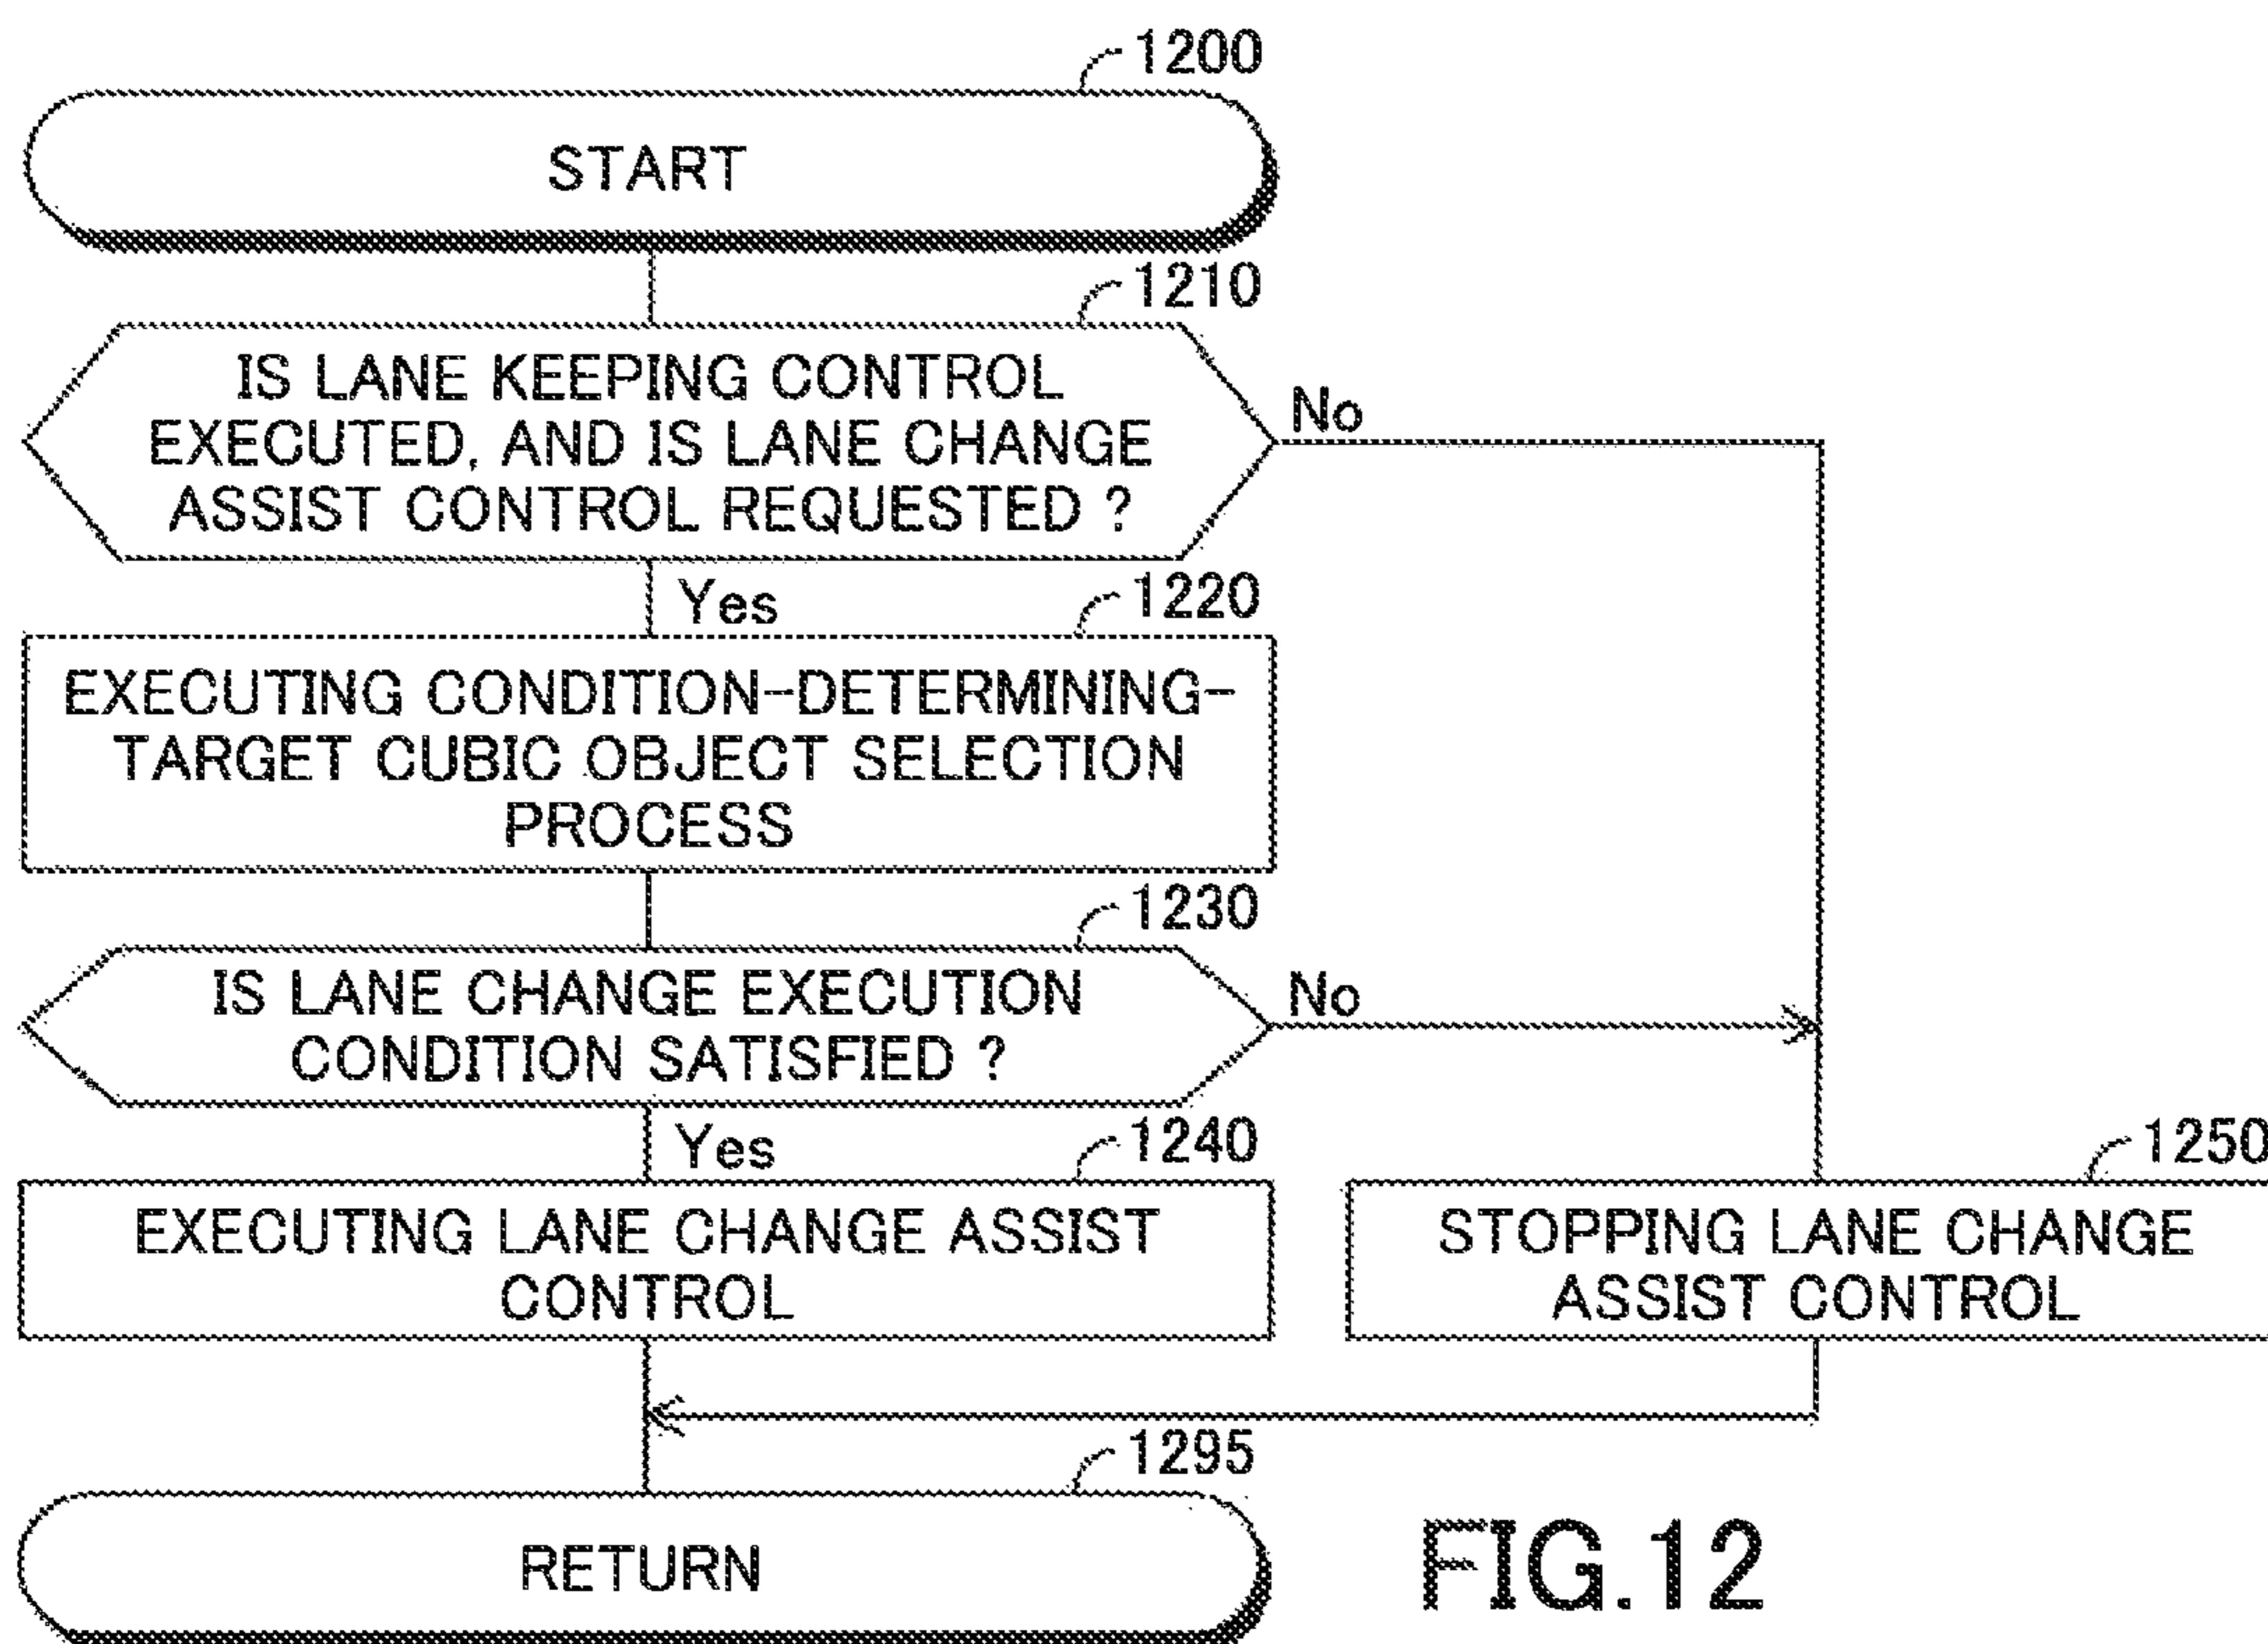 1200
START
1210
IS LANE KEEPING CONTROL
EXECUTED, AND IS LANE CHANGE
ASSIST CONTROL REQUESTED ?
No
Yes
1220
EXECUTING CONDITION-DETERMINING-
TARGET CUBIC OBJECT SELECTION
PROCESS
1230
IS LANE CHANGE EXECUTION
CONDITION SATISFIED ?
No
Yes
1240
EXECUTING LANE CHANGE ASSIST
CONTROL
1250
STOPPING LANE CHANGE
ASSIST CONTROL
1295
RETURN
FIG.12